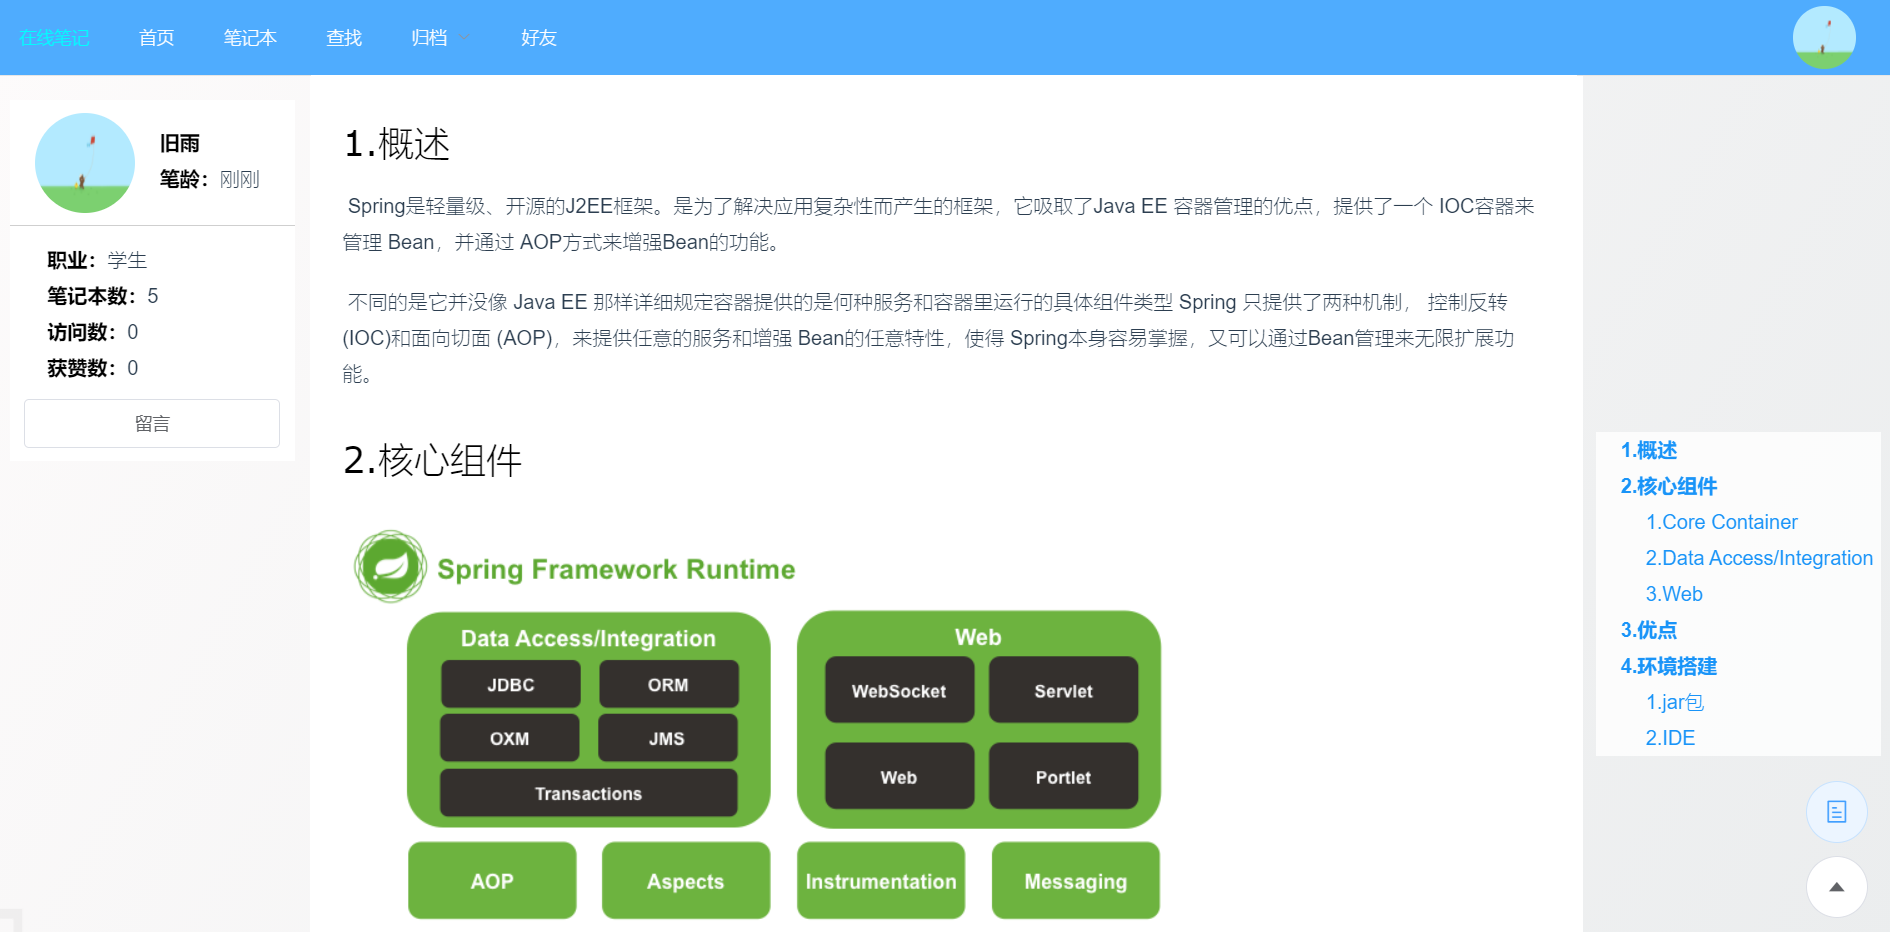 在线笔记 首页 笔记本 查找 归档 好友
旧雨
笔龄：刚刚
职业：学生
笔记本数：5
访问数：0
获赞数：0
留言
1.概述
Spring是轻量级、开源的J2EE框架。是为了解决应用复杂性而产生的框架，它吸取了Java EE 容器管理的优点，提供了一个 IOC容器来
管理 Bean，并通过 AOP方式来增强Bean的功能。
不同的是它并没像 Java EE 那样详细规定容器提供的是何种服务和容器里运行的具体组件类型 Spring 只提供了两种机制， 控制反转
(IOC)和面向切面 (AOP)，来提供任意的服务和增强 Bean的任意特性，使得 Spring本身容易掌握，又可以通过Bean管理来无限扩展功
能。
2.核心组件
Spring Framework Runtime
Data Access/Integration
JDBC ORM
OXM JMS
Transactions
Web
WebSocket Servlet
Web Portlet
AOP Aspects Instrumentation Messaging
1.概述
2.核心组件
1.Core Container
2.Data Access/Integration
3.Web
3.优点
4.环境搭建
1.jar包
2.IDE